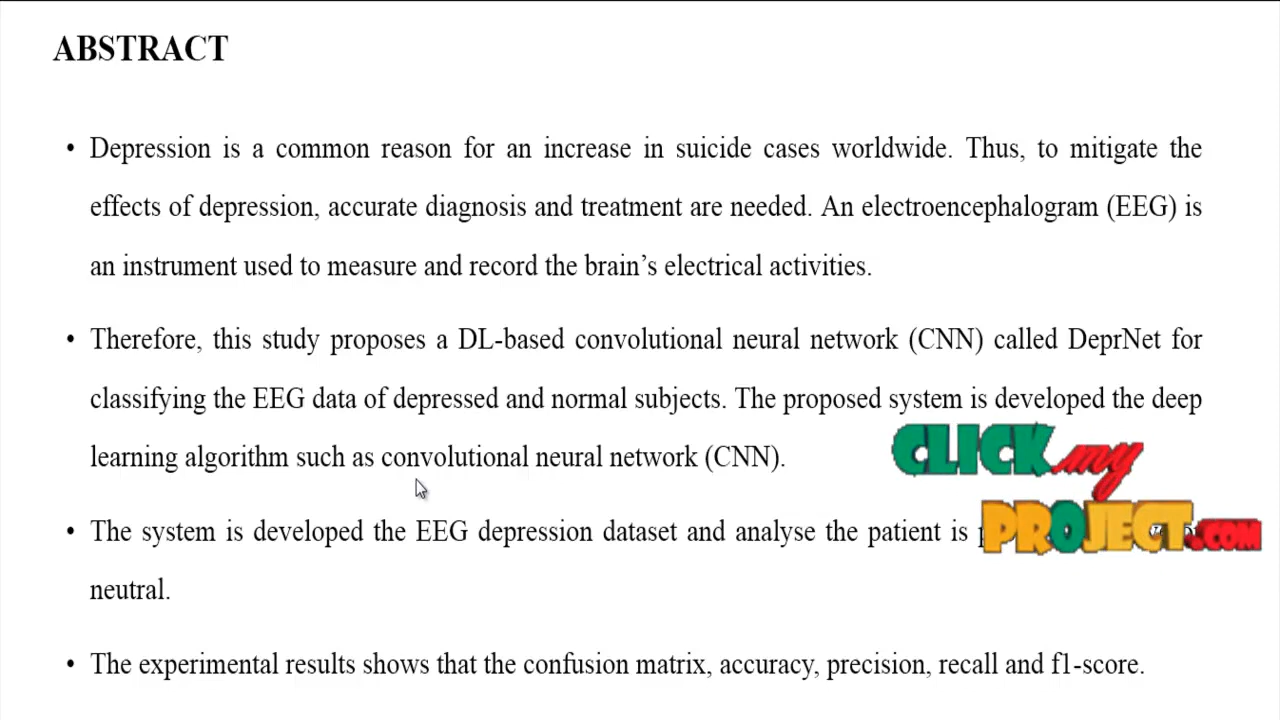 ABSTRACT
• Depression is a common reason for an increase in suicide cases worldwide. Thus, to mitigate the
effects of depression, accurate diagnosis and treatment are needed. An electroencephalogram (EEG) is
an instrument used to measure and record the brain’s electrical activities.
• Therefore, this study proposes a DL-based convolutional neural network (CNN) called DeprNet for
classifying the EEG data of depressed and normal subjects. The proposed system is developed the deep
learning algorithm such as convolutional neural network (CNN).
CLICK my
PROJECT.COM
• The system is developed the EEG depression dataset and analyse the patient is
neutral.
• The experimental results shows that the confusion matrix, accuracy, precision, recall and f1-score.